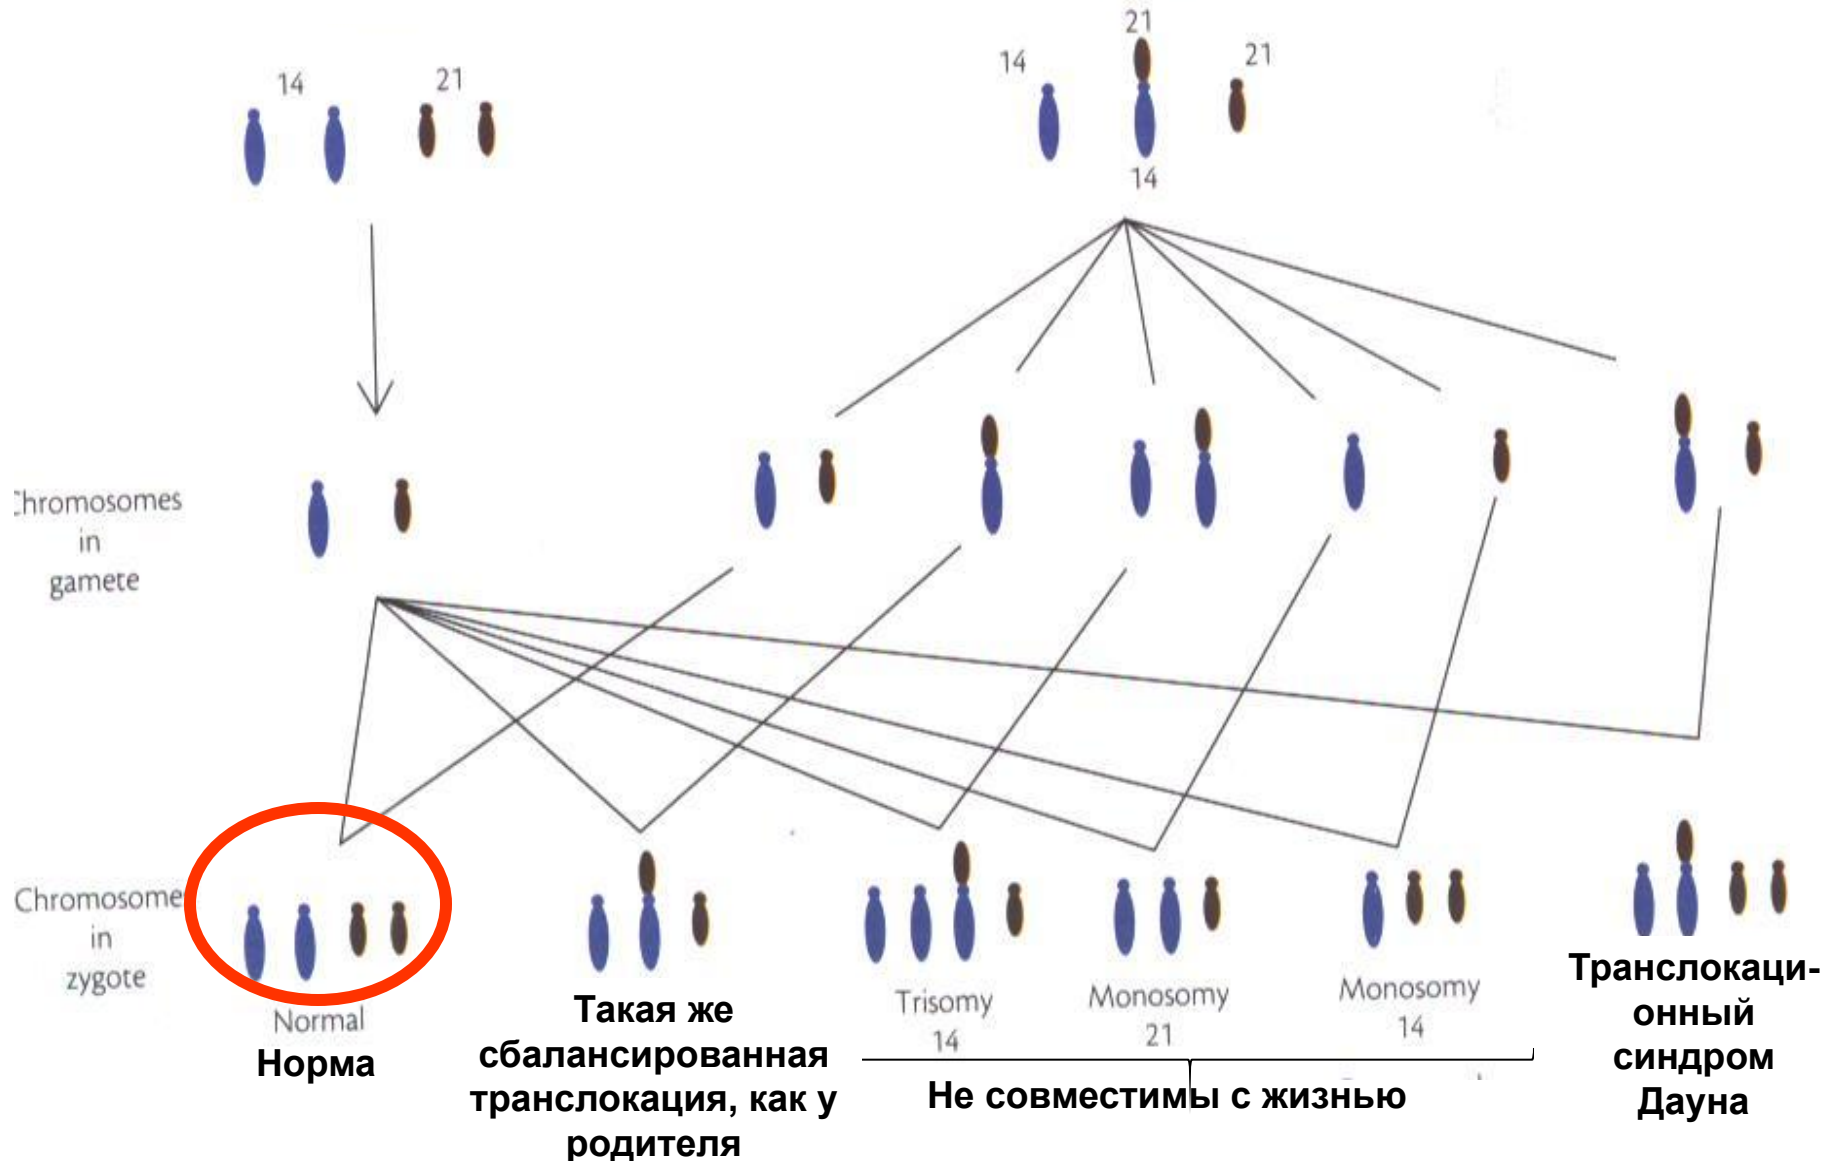 14
21
14
21
21
14
Chromosomes
in
gamete
Chromosome
in
zygote
Normal
Норма
Такая же
сбалансированная
транслокация, как у
родителя
Trisomy
14
Monosomy
21
Monosomy
14
Не совместимы с жизнью
Транслокаци-
онный
синдром
Дауна